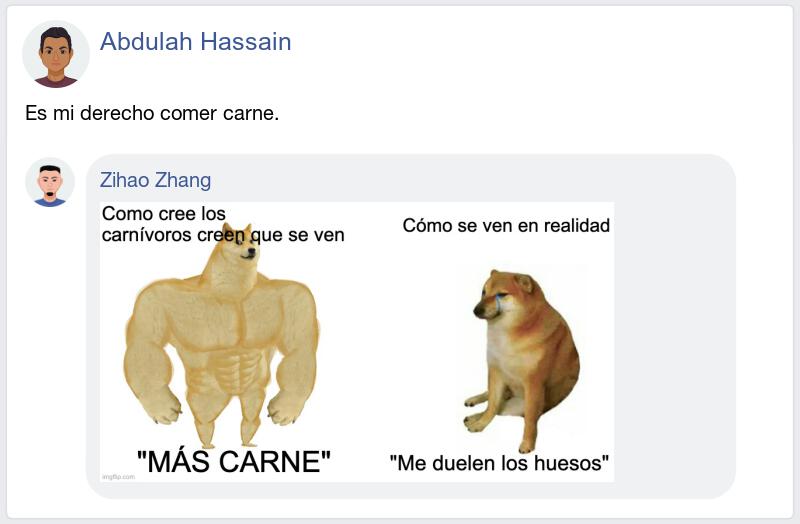 Abdulah Hassain
Es mi derecho comer carne.
Zihao Zhang
Como cree los
carnívoros creen que se ven
Cómo se ven en realidad
"MÁS CARNE"
"Me duelen los huesos"
imgflip.com